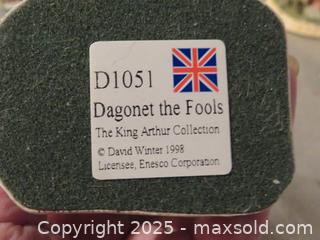 D1051
Dagonet the Fools
The King Arthur Collection
© David Winter 1998
Licensee, Enesco Corporation
Copyright 2025 - maxsold.com